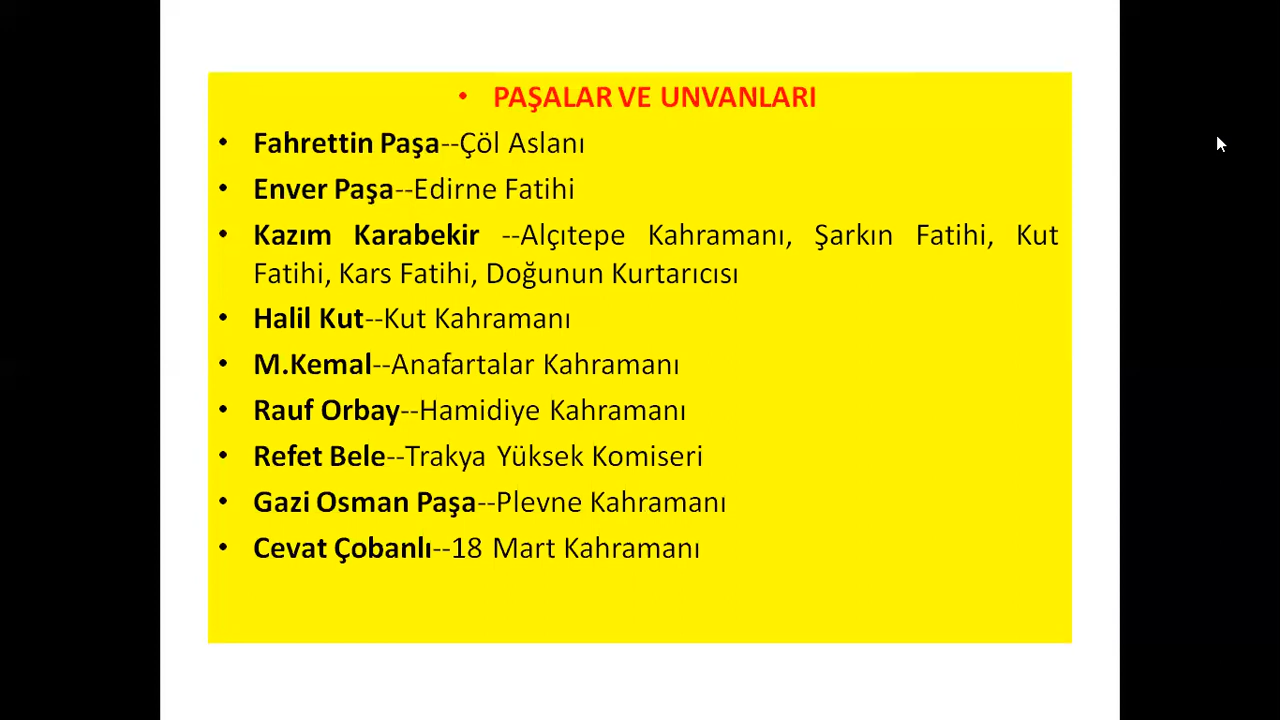 • PAŞALAR VE UNVANLARI
• Fahrettin Paşa--Çöl Aslanı
• Enver Paşa--Edirne Fatihi
• Kazım Karabekir --Alçıtepe Kahramanı, Şarkın Fatihi, Kut
Fatihi, Kars Fatihi, Doğunun Kurtarıcısı
• Halil Kut--Kut Kahramanı
• M.Kemal--Anafartalar Kahramanı
• Rauf Orbay--Hamidiye Kahramanı
• Refet Bele--Trakya Yüksek Komiseri
• Gazi Osman Paşa--Plevne Kahramanı
• Cevat Çobanlı--18 Mart Kahramanı